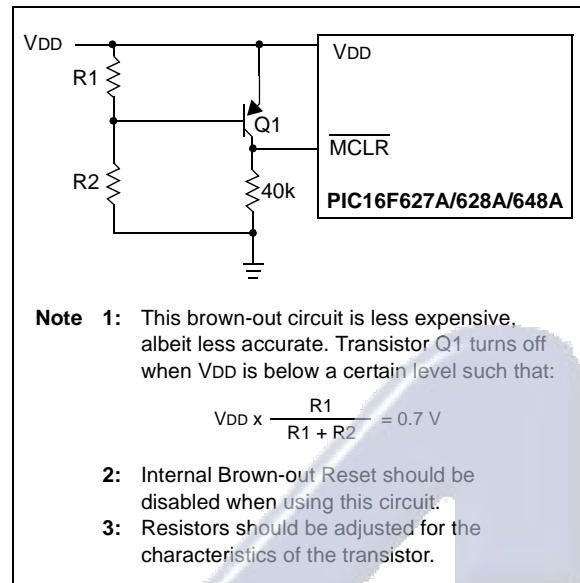 VDD
VDD
R1
Q1
MCLR
R2
40k
PIC16F627A/628A/648A
Note 1: This brown-out circuit is less expensive,
albeit less accurate. Transistor Q1 turns off
when VDD is below a certain level such that:
VDD x R1
R1 + R2 = 0.7 V
2: Internal Brown-out Reset should be
disabled when using this circuit.
3: Resistors should be adjusted for the
characteristics of the transistor.